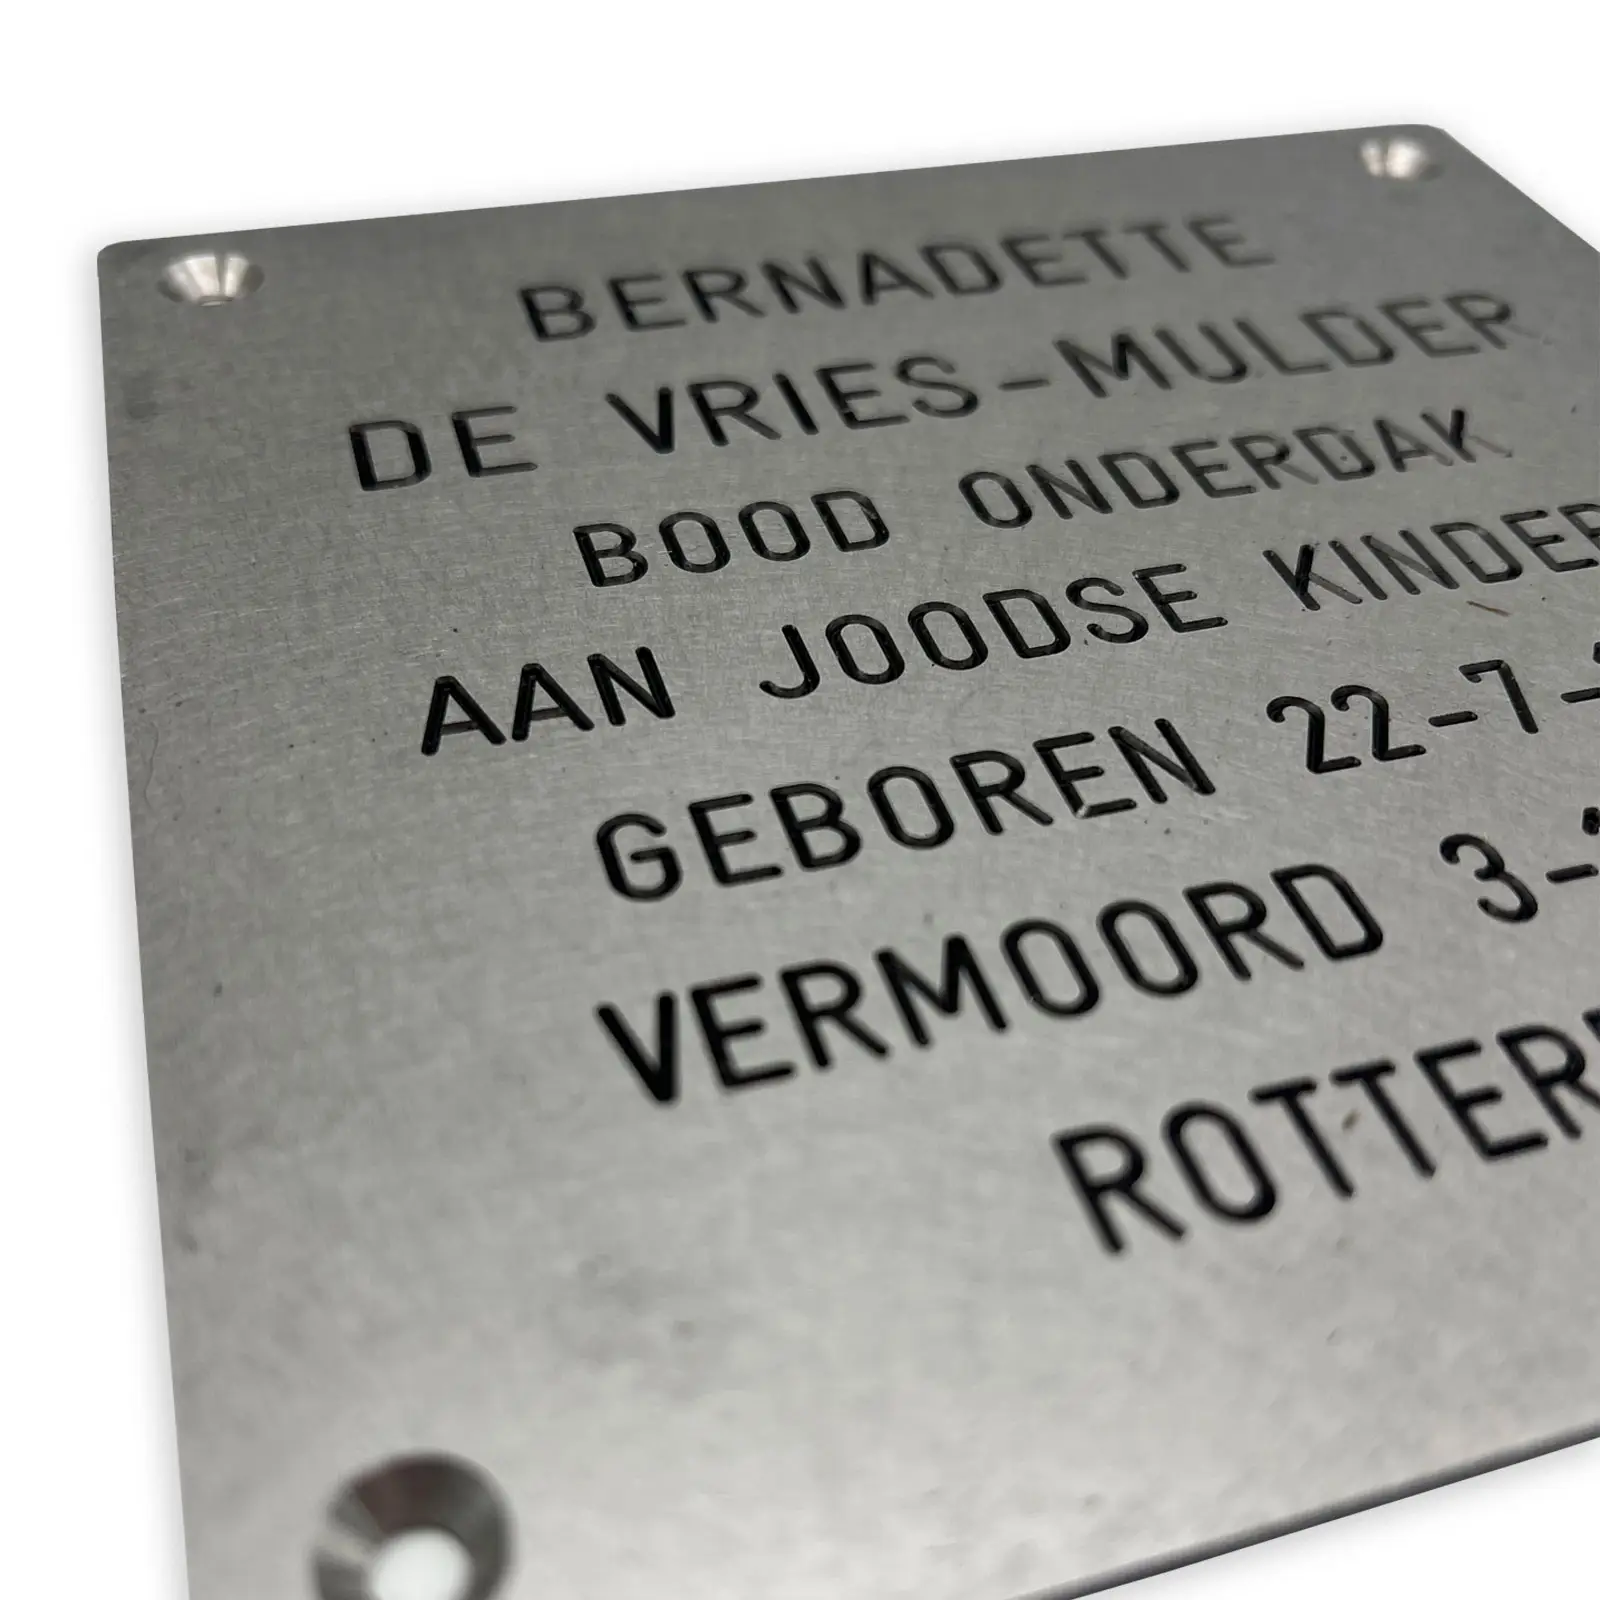 BERNADETTE
DE VRIES-MULDER
BOOD ONDERDAK
AAN JOODSE KINDER
GEBOREN 22-7-
VERMOORD 3-
ROTTER